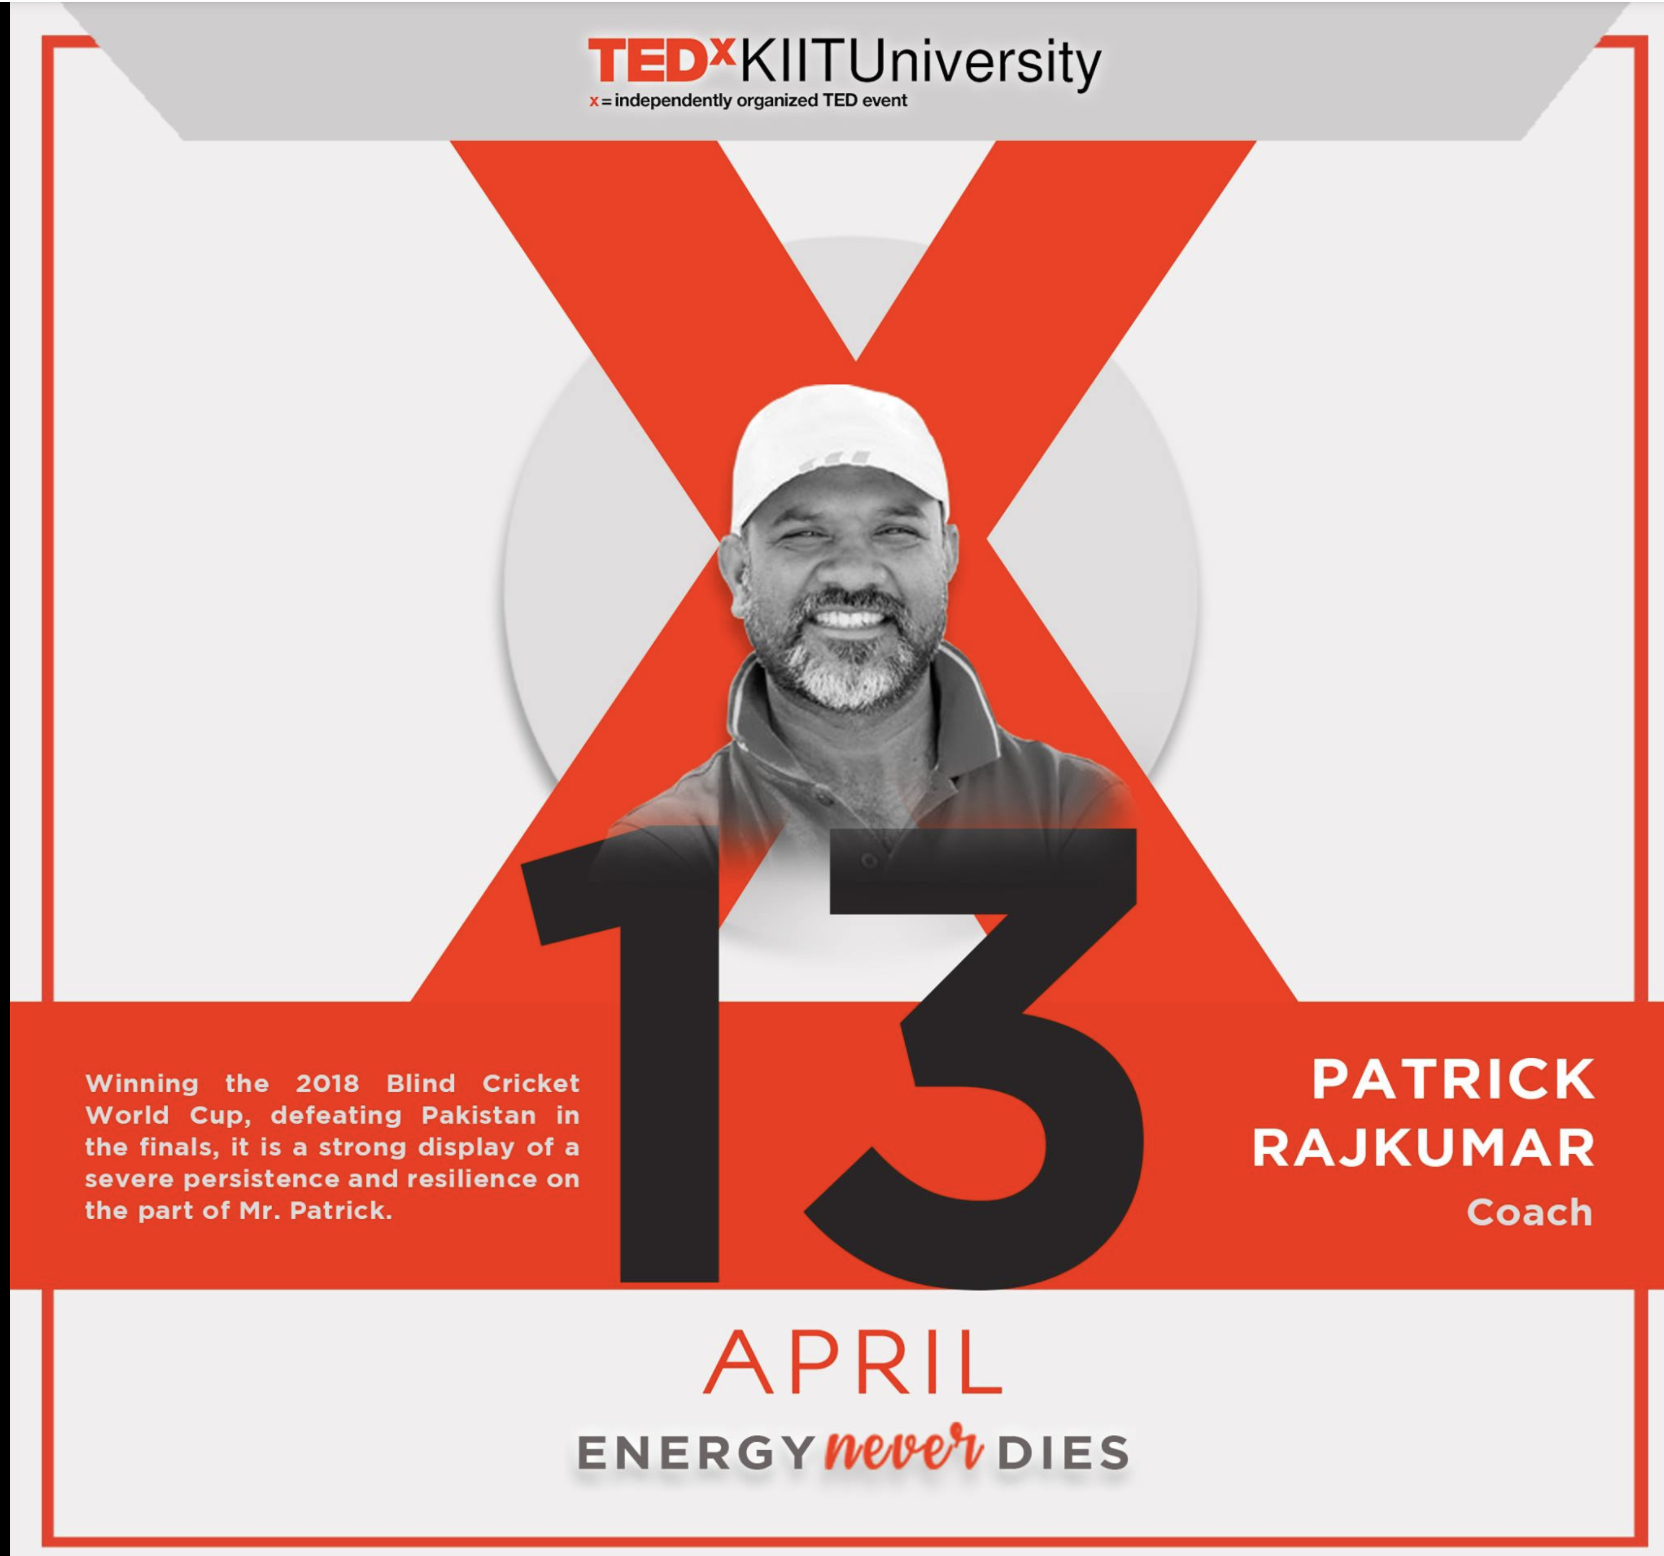 TEDxKIITUniversity
x = independently organized TED event
13
Winning the 2018 Blind Cricket
World Cup, defeating Pakistan in
the finals, it is a strong display of a
severe persistence and resilience on
the part of Mr. Patrick.
PATRICK
RAJKUMAR
Coach
APRIL
ENERGY never DIES